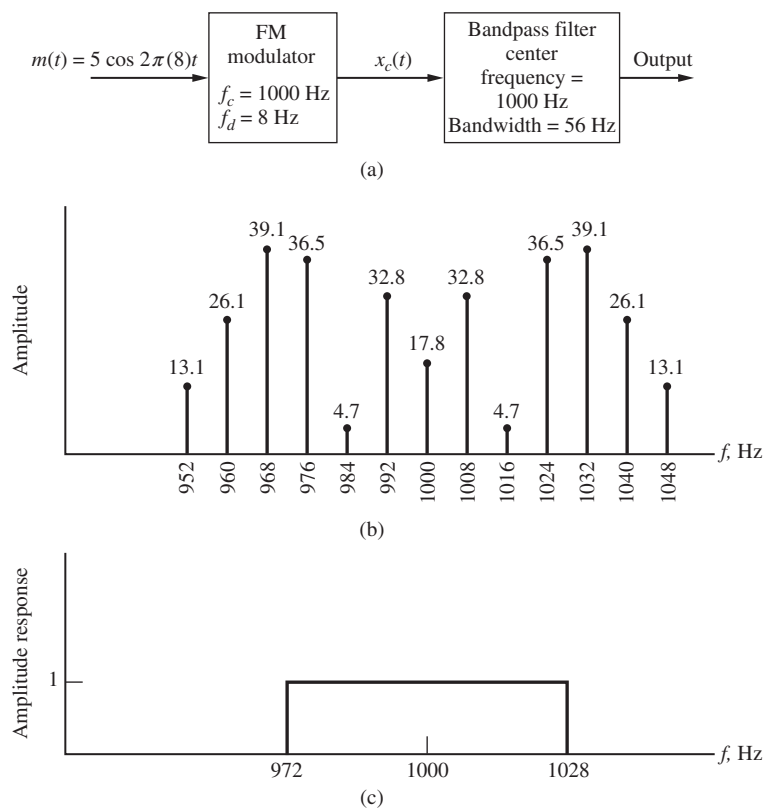 m(t) = 5 cos 2π(8)t
FM
modulator
f_c = 1000 Hz
f_d = 8 Hz
x_c(t)
Bandpass filter
center
frequency =
1000 Hz
Bandwidth = 56 Hz
Output
(a)
Amplitude
13.1
26.1
39.1
36.5
4.7
32.8
17.8
32.8
4.7
36.5
39.1
26.1
13.1
952
960
968
976
984
992
1000
1008
1016
1024
1032
1040
1048
f, Hz
(b)
Amplitude response
1
972
1000
1028
f, Hz
(c)